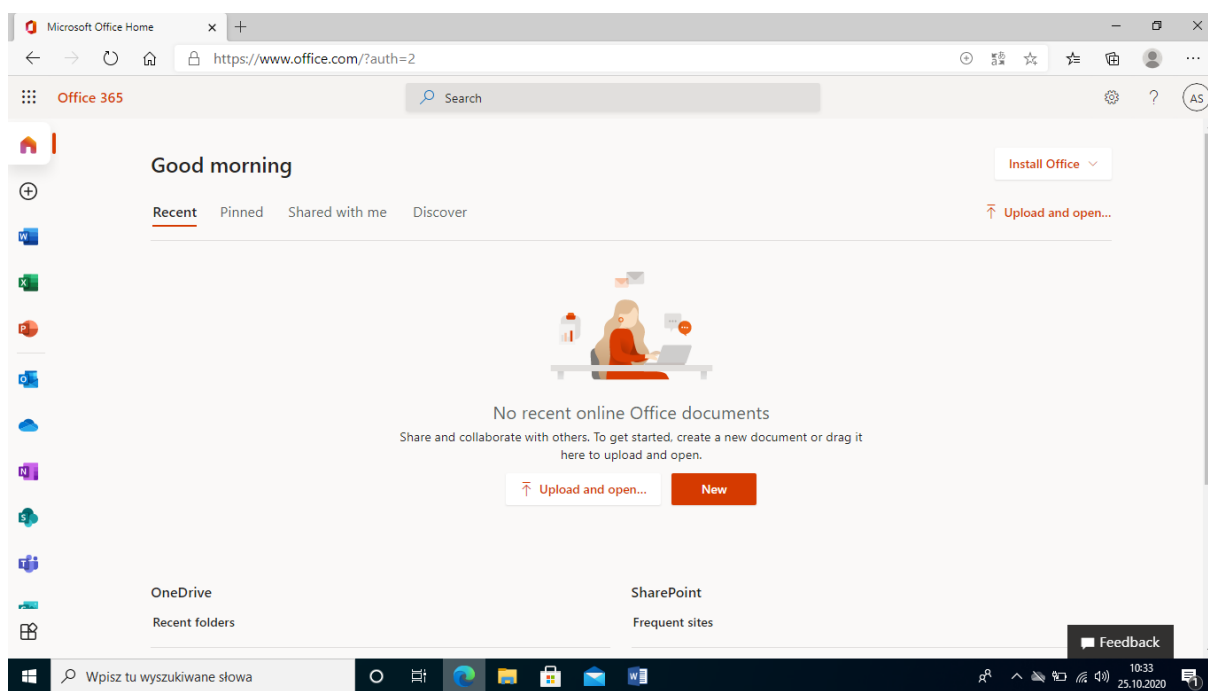 Microsoft Office Home
https://www.office.com/?auth=2
Office 365
Search
?
AS
Good morning
Install Office
Recent Pinned Shared with me Discover
Upload and open...
W
X
P
O
N
S
T
No recent online Office documents
Share and collaborate with others. To get started, create a new document or drag it
here to upload and open.
Upload and open... New
OneDrive SharePoint
Recent folders Frequent sites
Feedback
Wpisz tu wyszukiwane słowa
W
10:33
25.10.2020
1